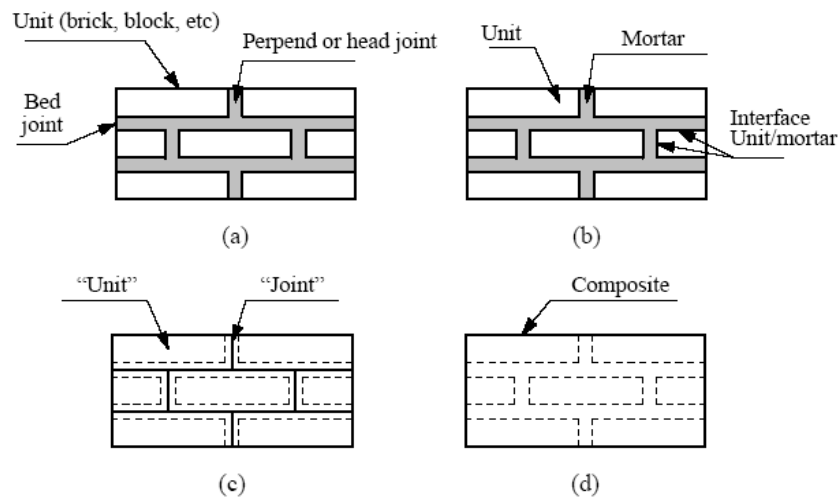 Unit (brick, block, etc)
Perpend or head joint
Bed
joint
(a)
Unit
Mortar
Interface
Unit/mortar
(b)
“Unit”
“Joint”
(c)
Composite
(d)